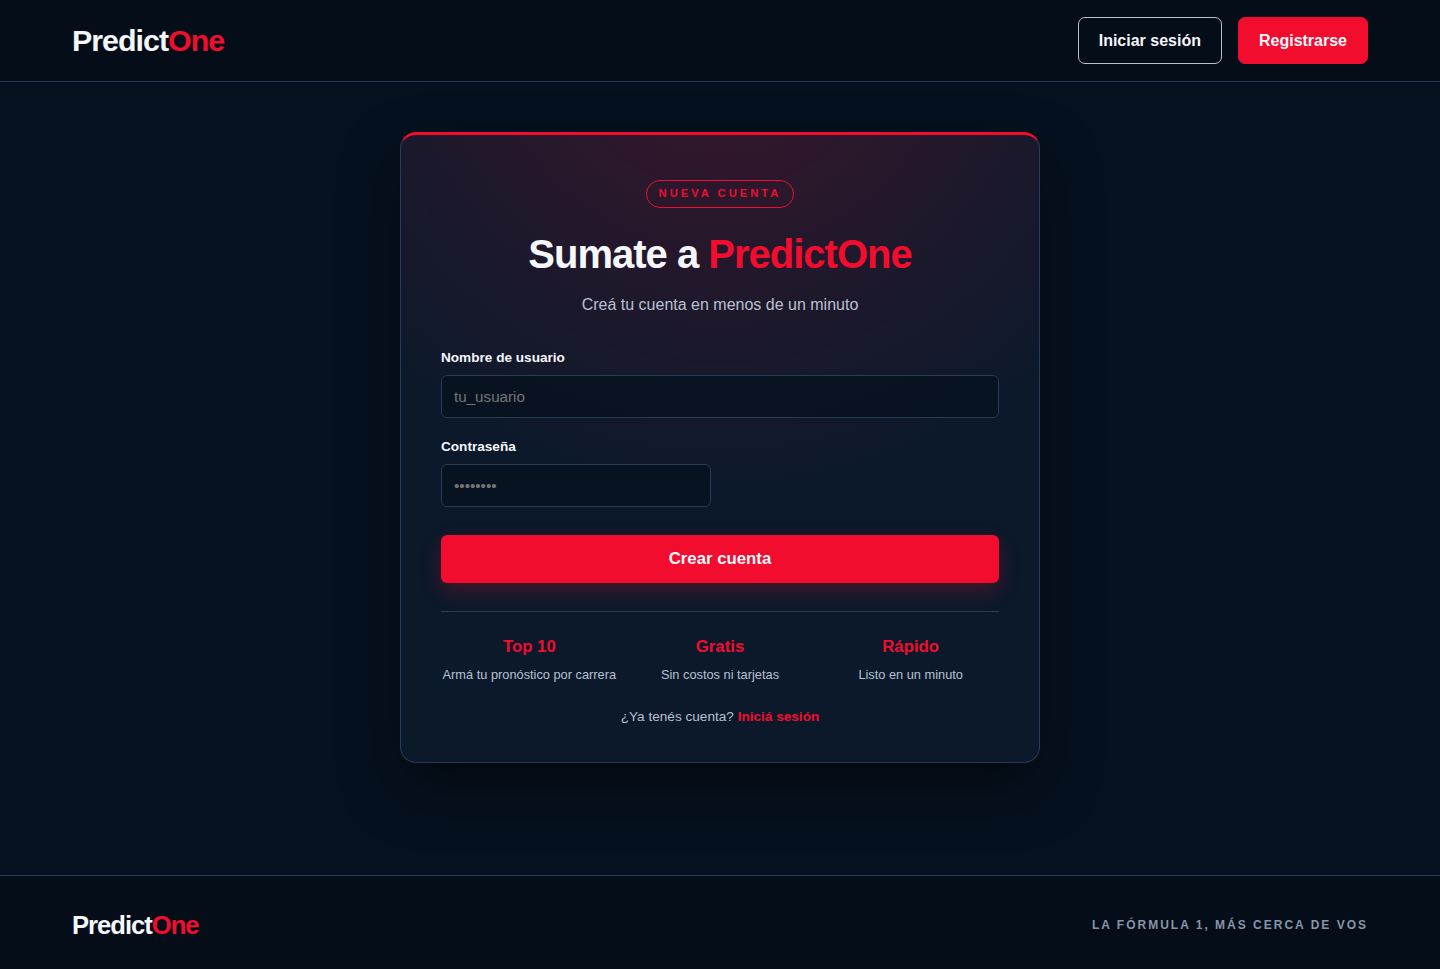 PredictOne
Iniciar sesión
Registrarse
NUEVA CUENTA
Sumate a PredictOne
Creá tu cuenta en menos de un minuto
Nombre de usuario
tu_usuario
Contraseña
••••••••
Crear cuenta
Top 10
Armá tu pronóstico por carrera
Gratis
Sin costos ni tarjetas
Rápido
Listo en un minuto
¿Ya tenés cuenta? Iniciá sesión
PredictOne
LA FÓRMULA 1, MÁS CERCA DE VOS